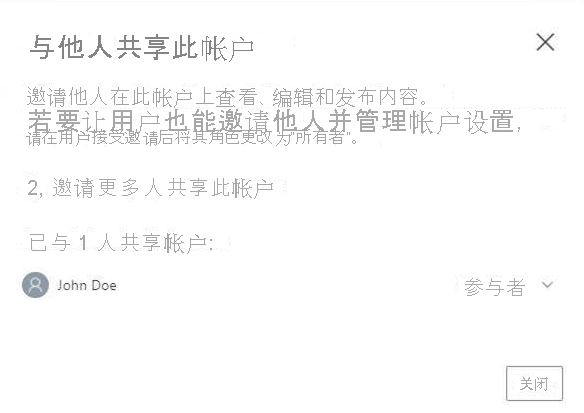 与他人共享此帐户
邀请他人在此帐户上查看、编辑和发布内容。
若要让用户也能邀请他人并管理帐户设置，
请在用户接受邀请后将其角色更改为"所有者"。
2, 邀请更多人共享此帐户
已与 1 人共享帐户:
John Doe 参与者
关闭